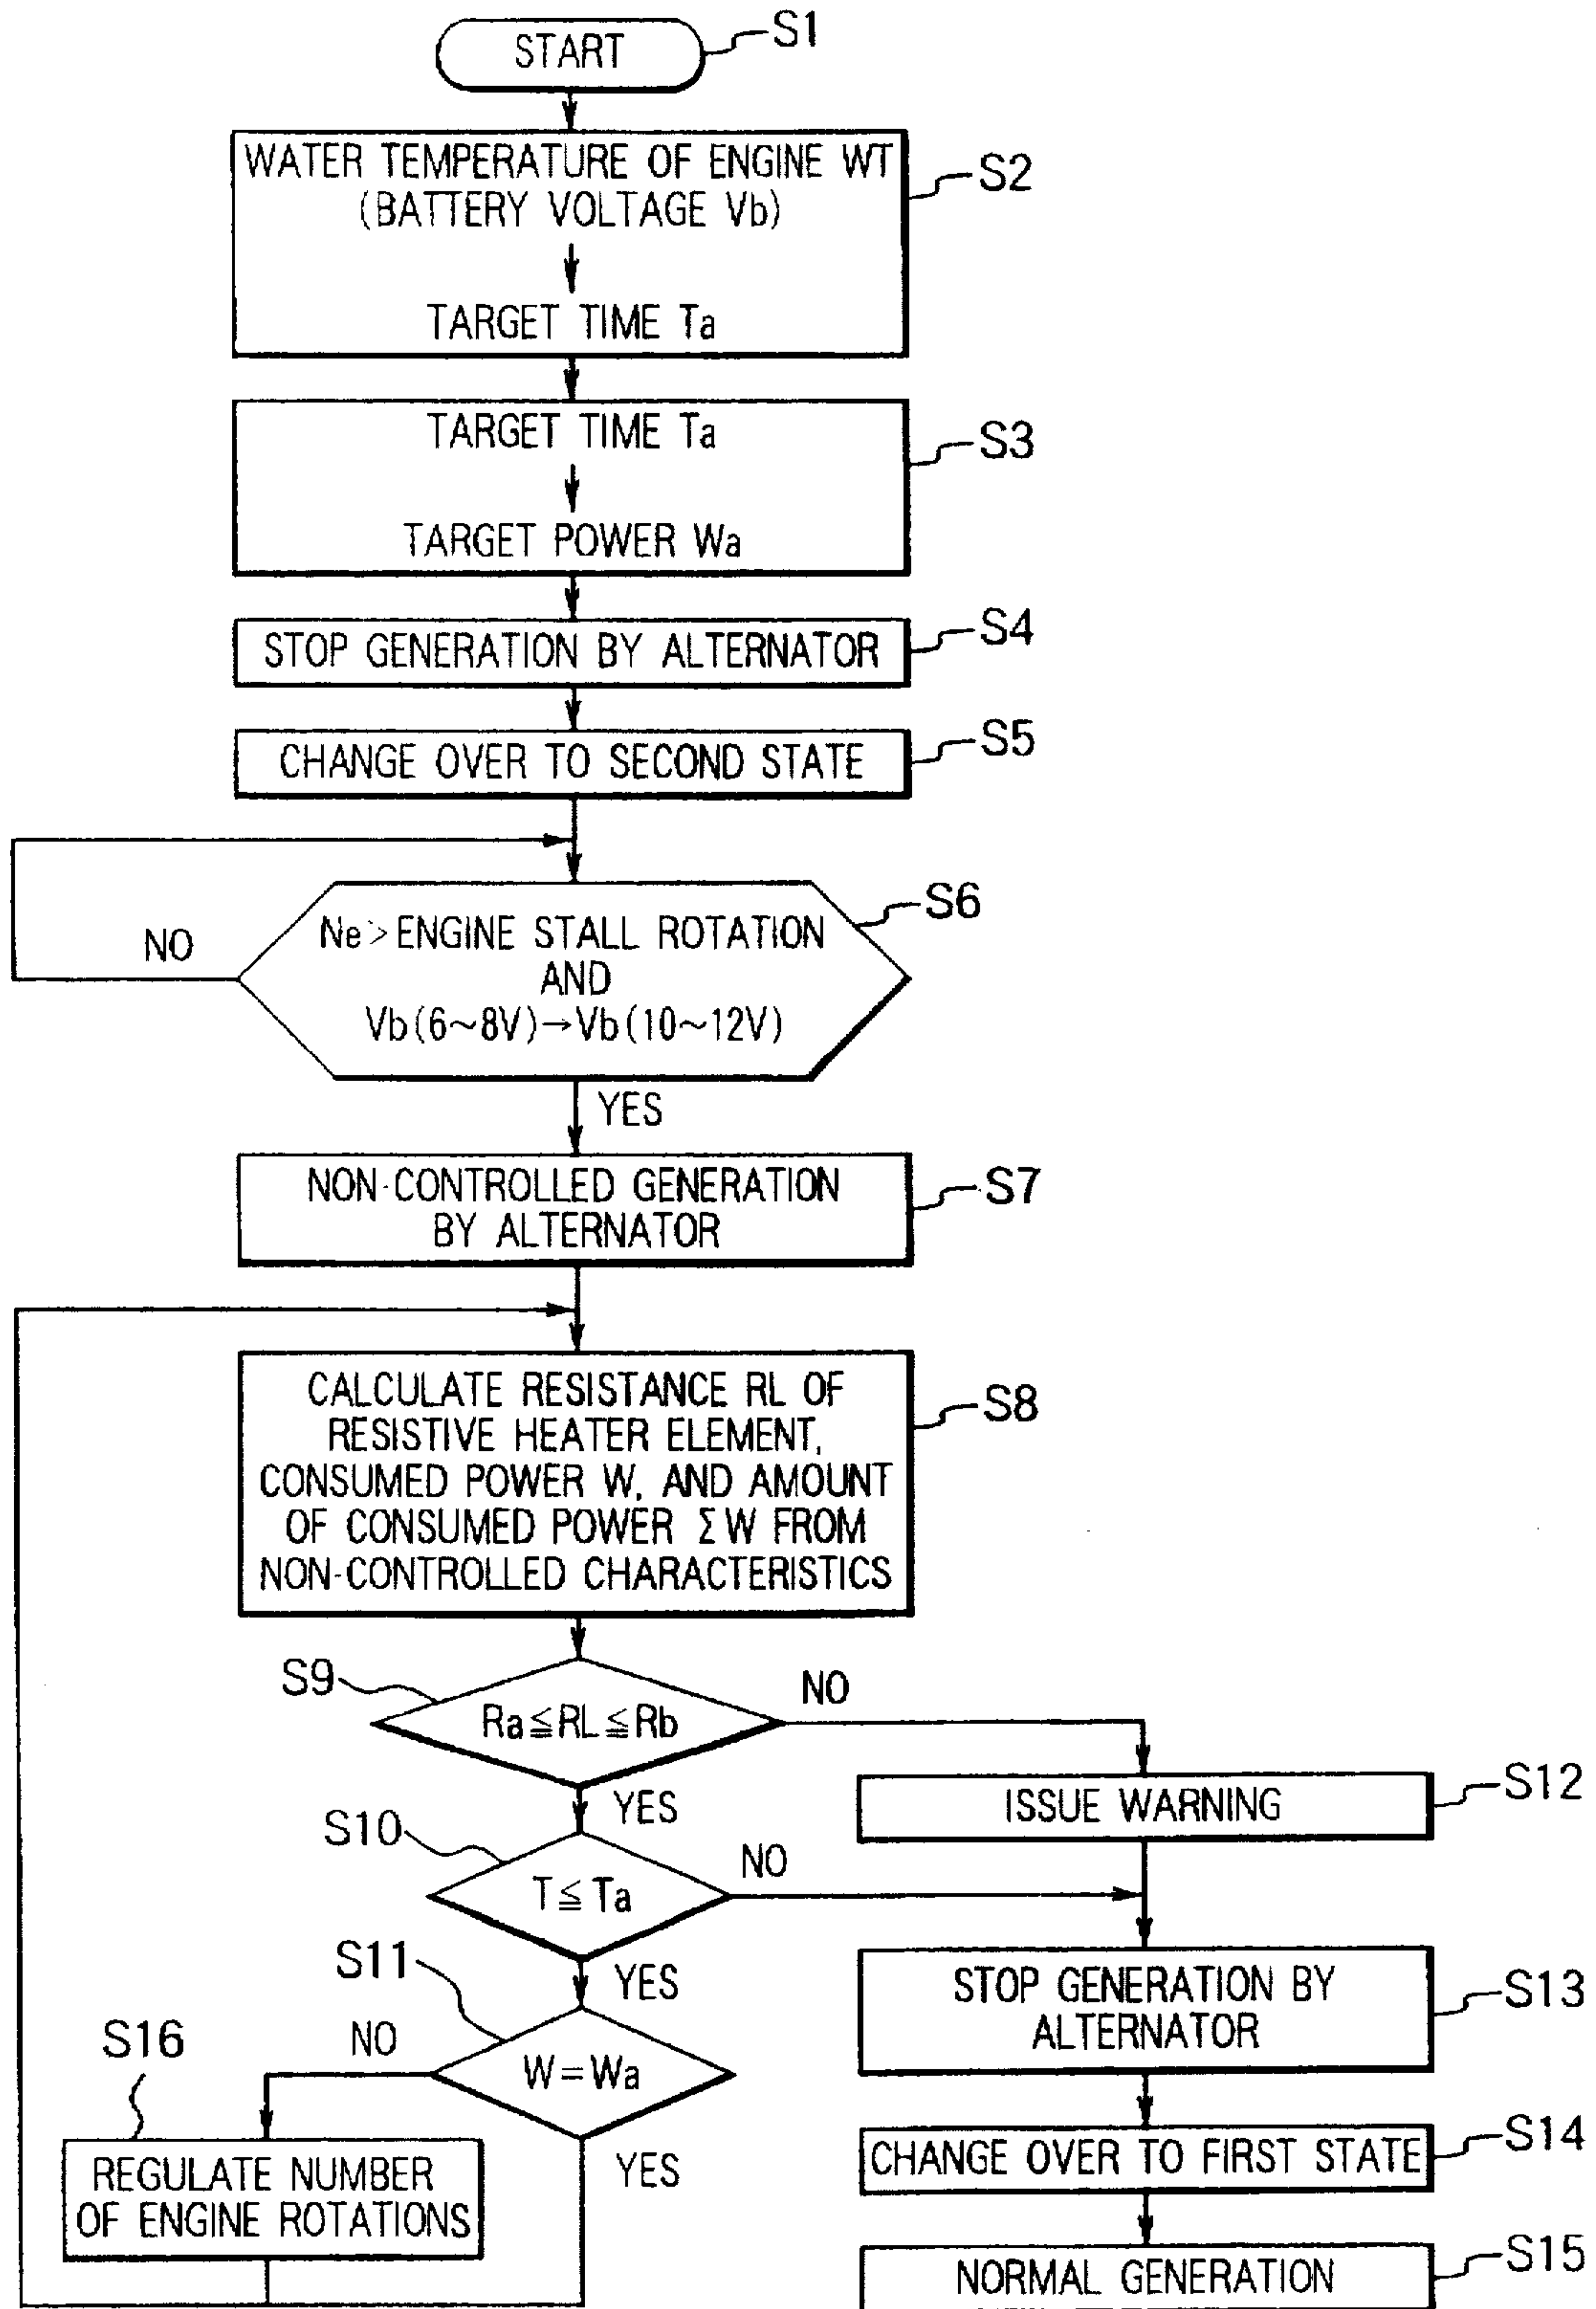 START
S1
WATER TEMPERATURE OF ENGINE WT
(BATTERY VOLTAGE Vb)
TARGET TIME Ta
S2
TARGET TIME Ta
TARGET POWER Wa
S3
STOP GENERATION BY ALTERNATOR
S4
CHANGE OVER TO SECOND STATE
S5
Ne > ENGINE STALL ROTATION
AND
Vb(6~8V)→Vb(10~12V)
S6
NO
YES
NON-CONTROLLED GENERATION
BY ALTERNATOR
S7
CALCULATE RESISTANCE RL OF
RESISTIVE HEATER ELEMENT,
CONSUMED POWER W, AND AMOUNT
OF CONSUMED POWER ΣW FROM
NON-CONTROLLED CHARACTERISTICS
S8
S9
Ra≦RL≦Rb
NO
YES
ISSUE WARNING
S12
S10
T≦Ta
NO
YES
STOP GENERATION BY
ALTERNATOR
S13
S11
W=Wa
NO
YES
S16
REGULATE NUMBER
OF ENGINE ROTATIONS
CHANGE OVER TO FIRST STATE
S14
NORMAL GENERATION
S15